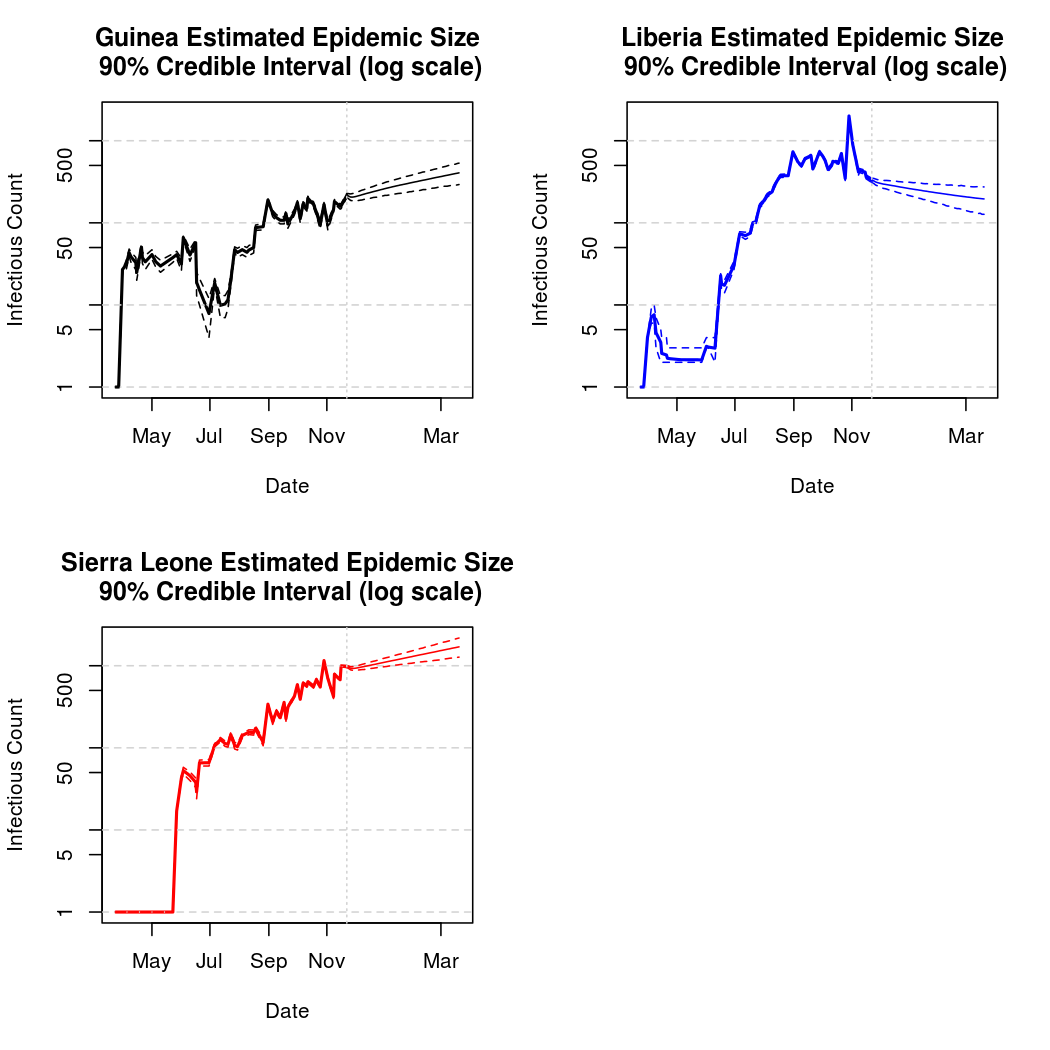 Guinea Estimated Epidemic Size
90% Credible Interval (log scale)
Infectious Count
500
50
5
1
May Jul Sep Nov Mar
Date
Liberia Estimated Epidemic Size
90% Credible Interval (log scale)
Infectious Count
500
50
5
1
May Jul Sep Nov Mar
Date
Sierra Leone Estimated Epidemic Size
90% Credible Interval (log scale)
Infectious Count
500
50
5
1
May Jul Sep Nov Mar
Date